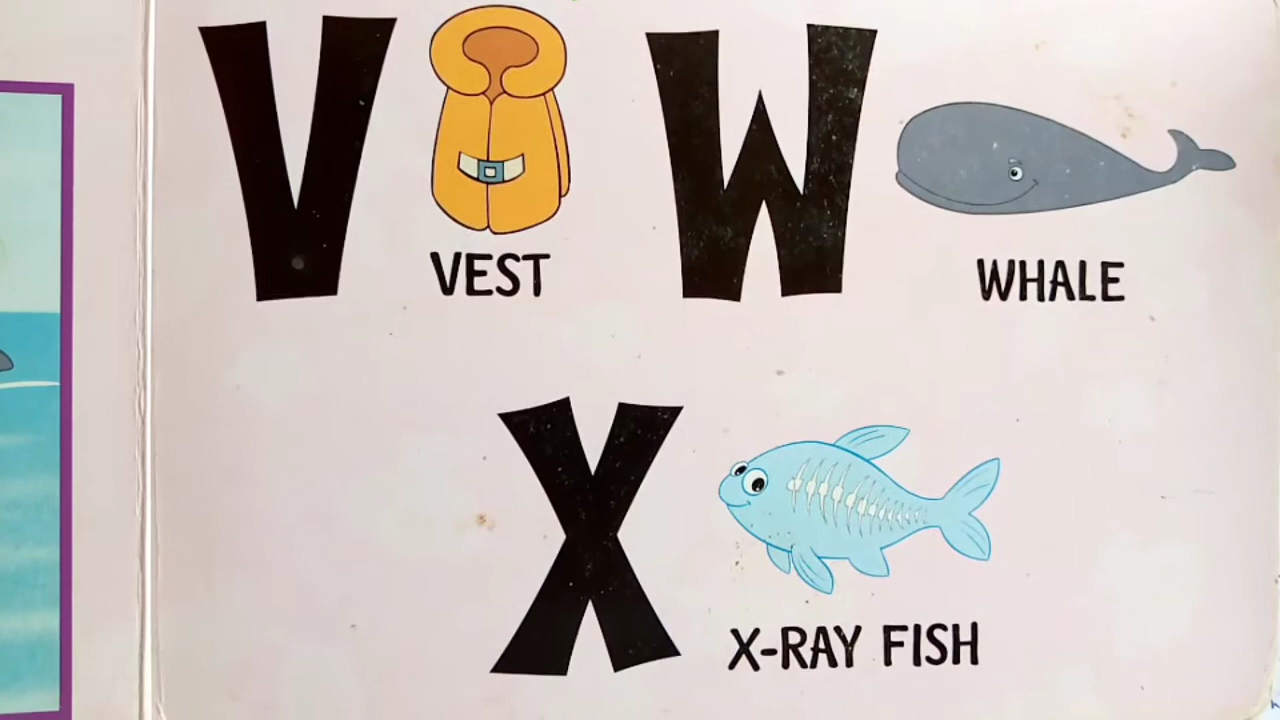 V
VEST
W
WHALE
X
X-RAY FISH